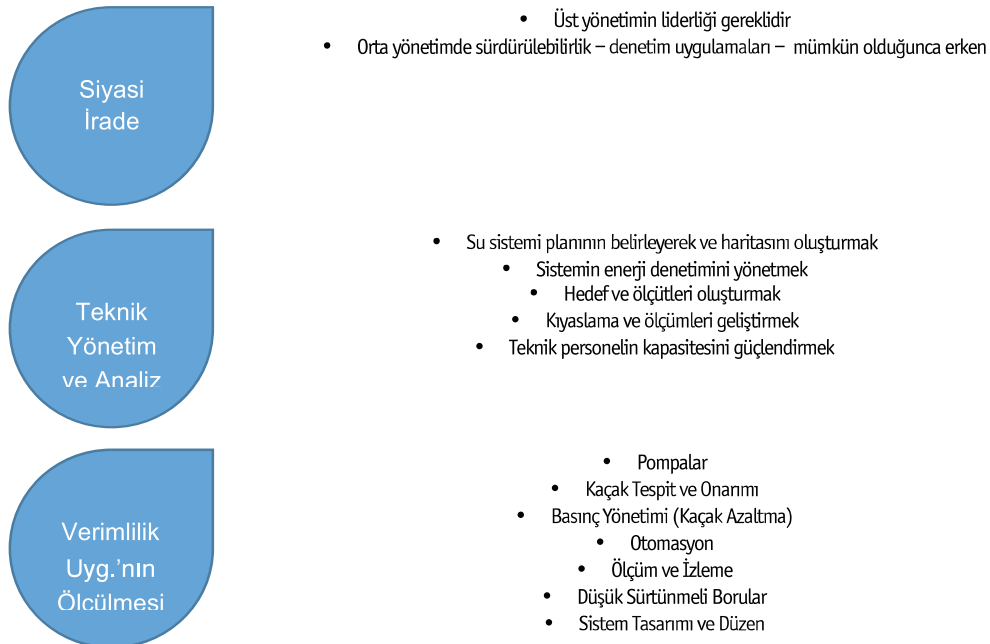 Siyasi
İrade
• Üst yönetimin liderliği gereklidir
• Orta yönetimde sürdürülebilirlik – denetim uygulamaları – mümkün olduğunca erken
Teknik
Yönetim
ve Analiz
• Su sistemi planının belirleyerek ve haritasını oluşturmak
• Sistemin enerji denetimini yönetmek
• Hedef ve ölçütleri oluşturmak
• Kıyaslama ve ölçümleri geliştirmek
• Teknik personelin kapasitesini güçlendirmek
Verimlilik
Uyg.’nın
Ölçülmesi
• Pompalar
• Kaçak Tespit ve Onarımı
• Basınç Yönetimi (Kaçak Azaltma)
• Otomasyon
• Ölçüm ve İzleme
• Düşük Sürtünmeli Borular
• Sistem Tasarımı ve Düzen